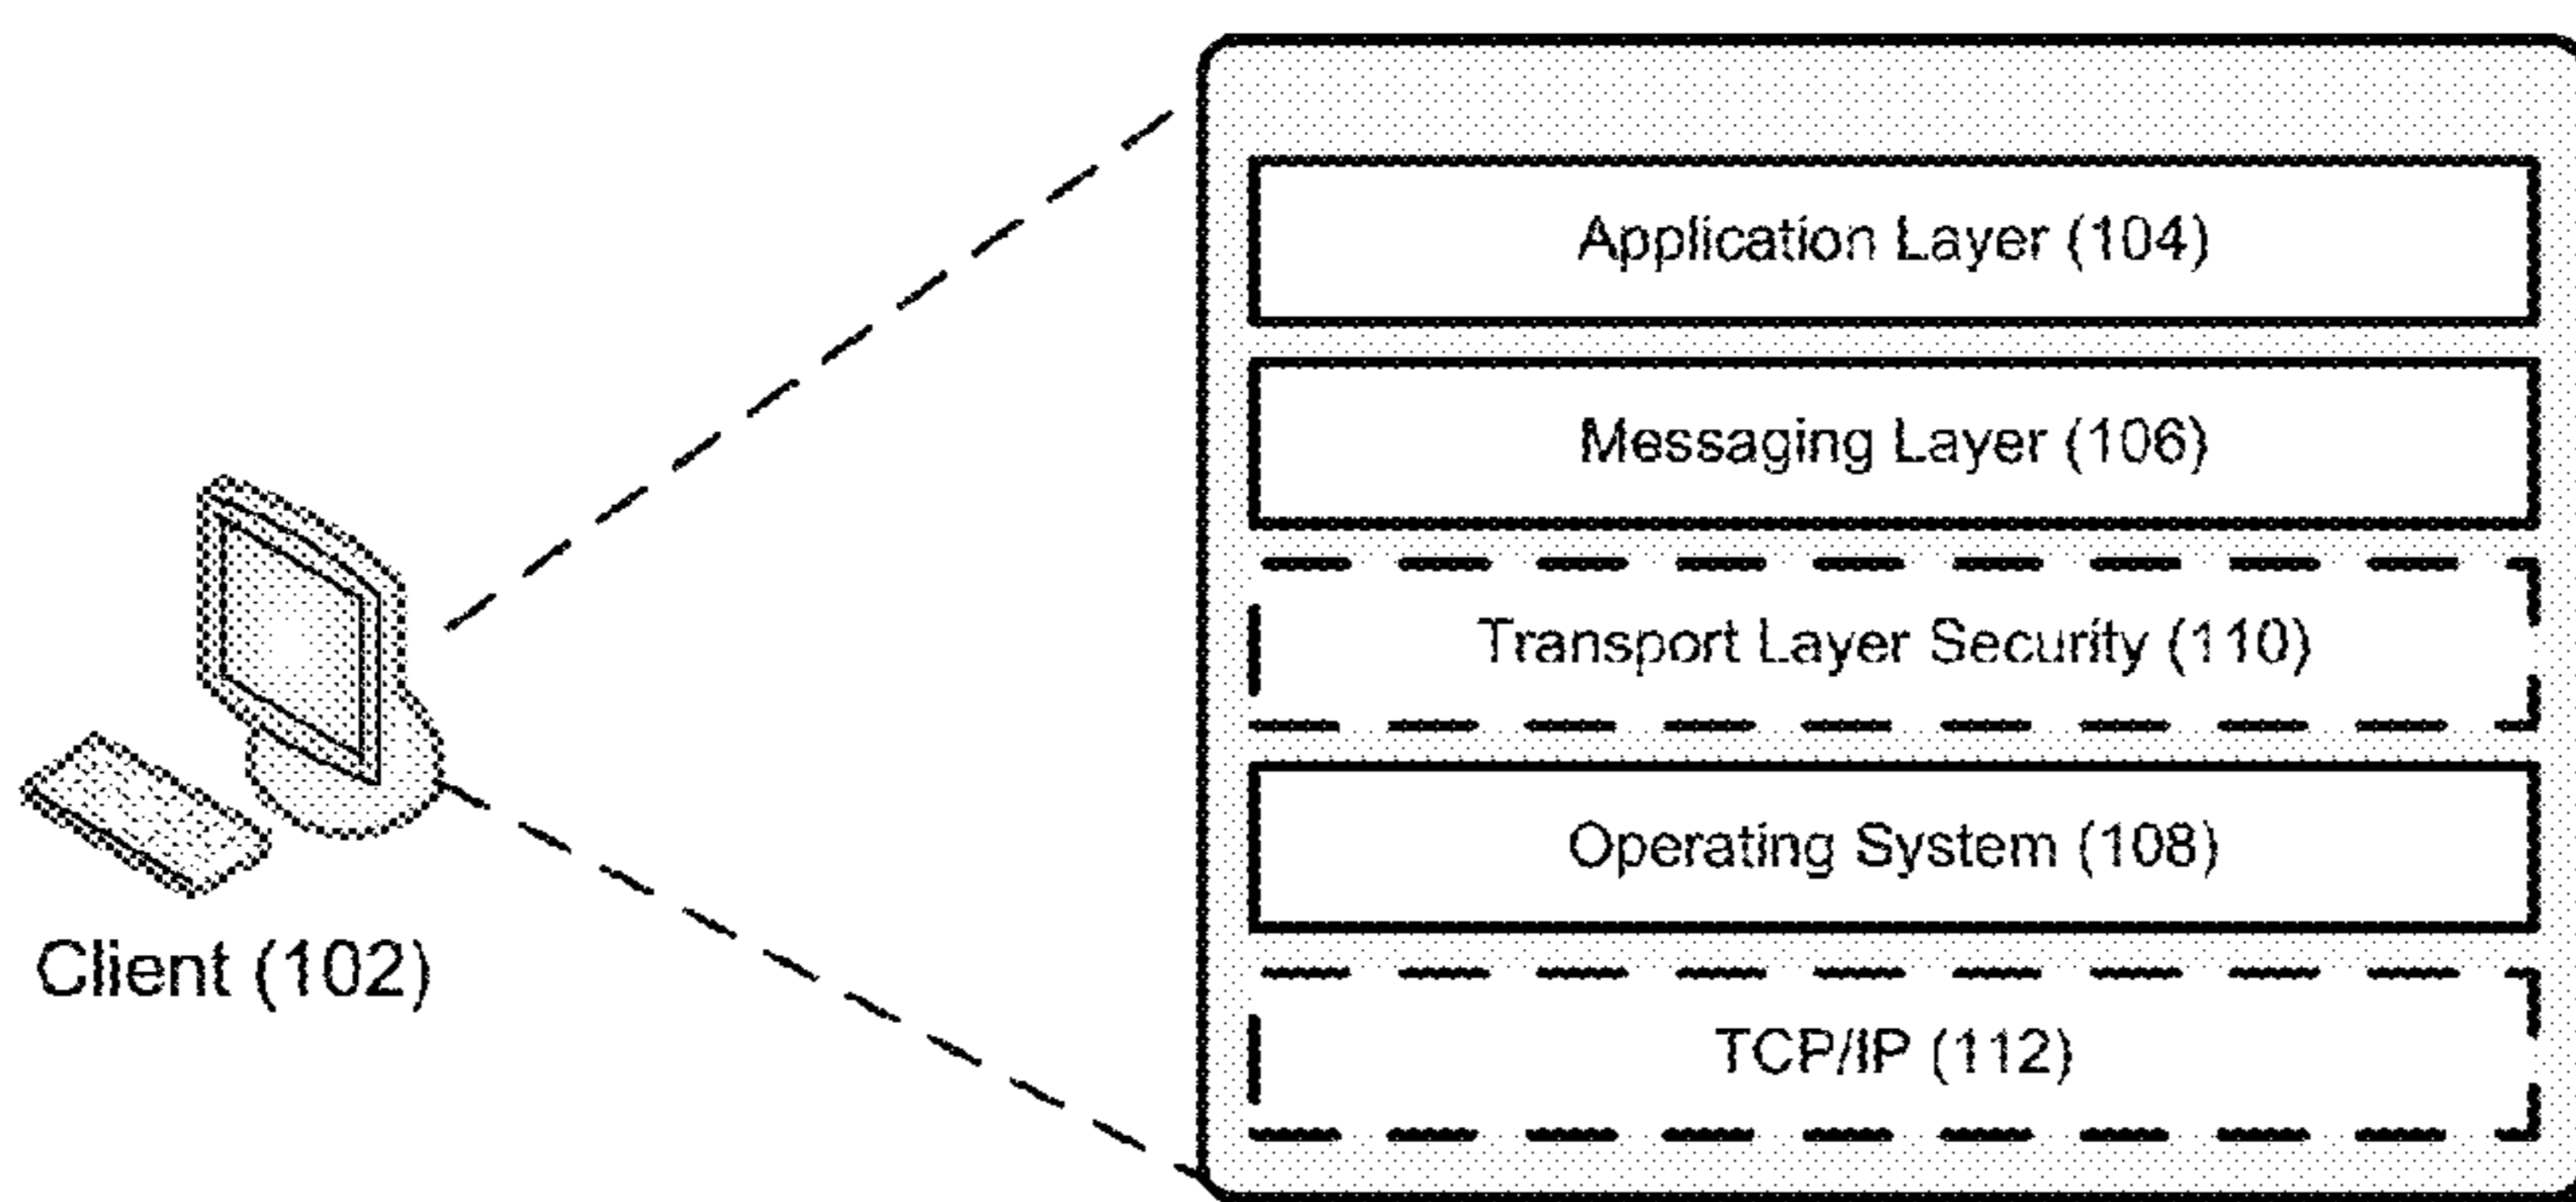 Application Layer (104)
Messaging Layer (106)
Transport Layer Security (110)
Operating System (108)
TCP/IP (112)
Client (102)